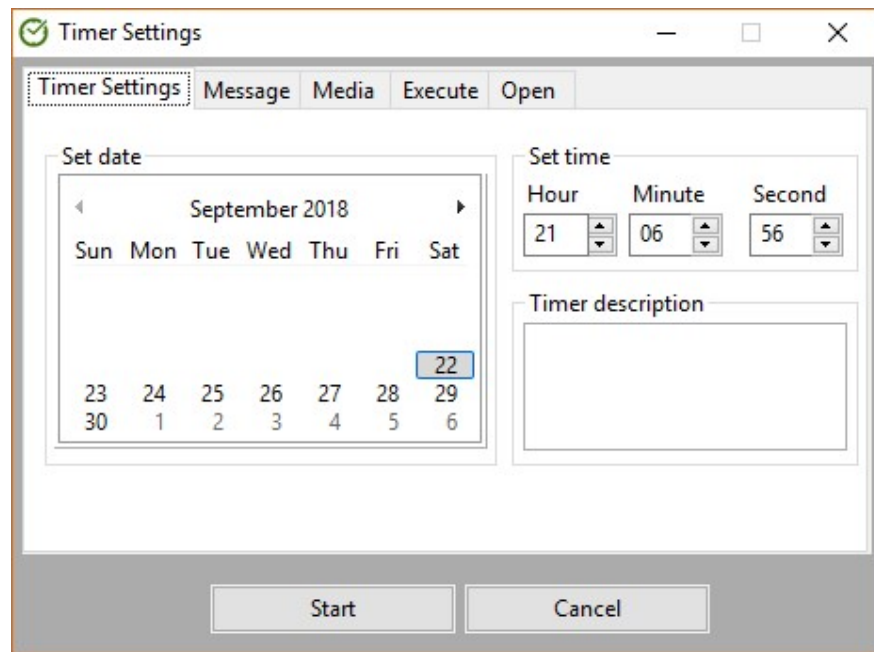 Timer Settings
Timer Settings Message Media Execute Open
Set date
September 2018
Sun Mon Tue Wed Thu Fri Sat
22
23 24 25 26 27 28 29
30 1 2 3 4 5 6
Set time
Hour Minute Second
21 06 56
Timer description
Start Cancel